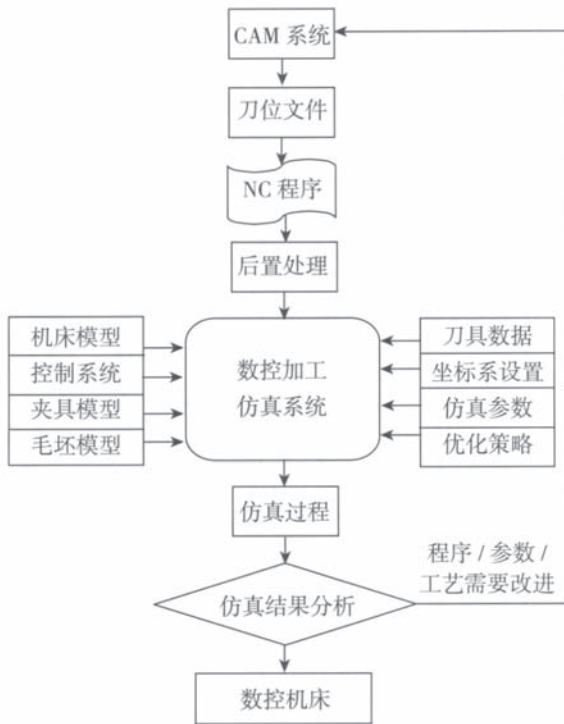 CAM 系统
刀位文件
NC 程序
后置处理
机床模型
控制系统
夹具模型
毛坯模型
数控加工
仿真系统
刀具数据
坐标系设置
仿真参数
优化策略
仿真过程
程序 / 参数 /
工艺需要改进
仿真结果分析
数控机床